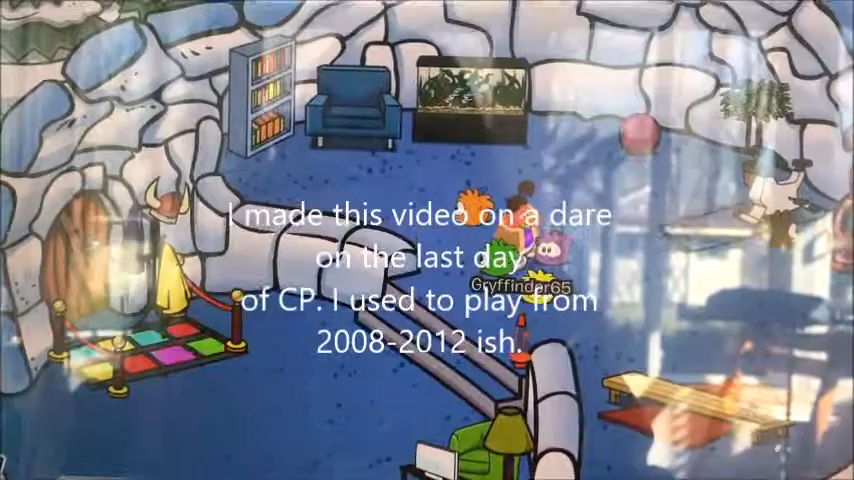 I made this video on a dare
on the last day
Gryffinder65
of CP. I used to play from
2008-2012 ish.